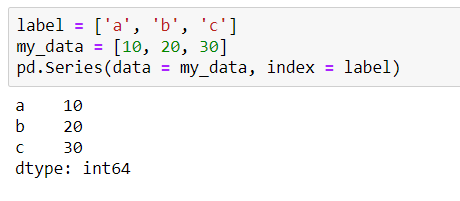 label = ['a', 'b', 'c']
my_data = [10, 20, 30]
pd.Series(data = my_data, index = label)
a    10
b    20
c    30
dtype: int64